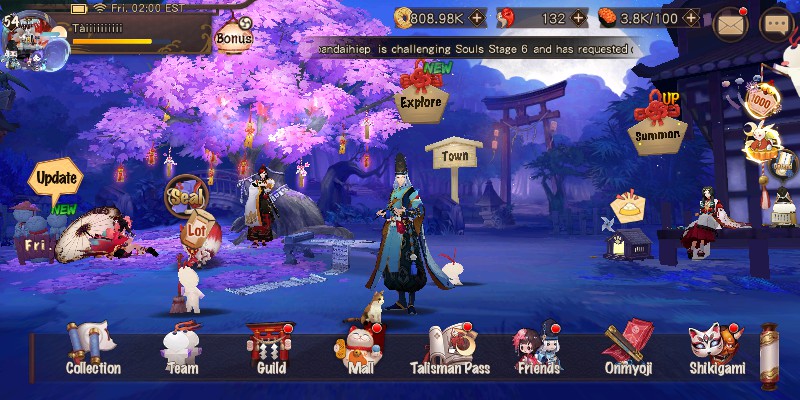 Fri. 02:00 EST
54
Taiiiiiiiii
Bonus
808.98K
132
3.8K/100
is challenging Souls Stage 6 and has requested
NEW
Explore
UP
Summon
1000
Town
Update
NEW
Fri.
Seal
Lot
Collection
Team
Guild
Mall
Talisman Pass
Friends
Onmyoji
Shikigami